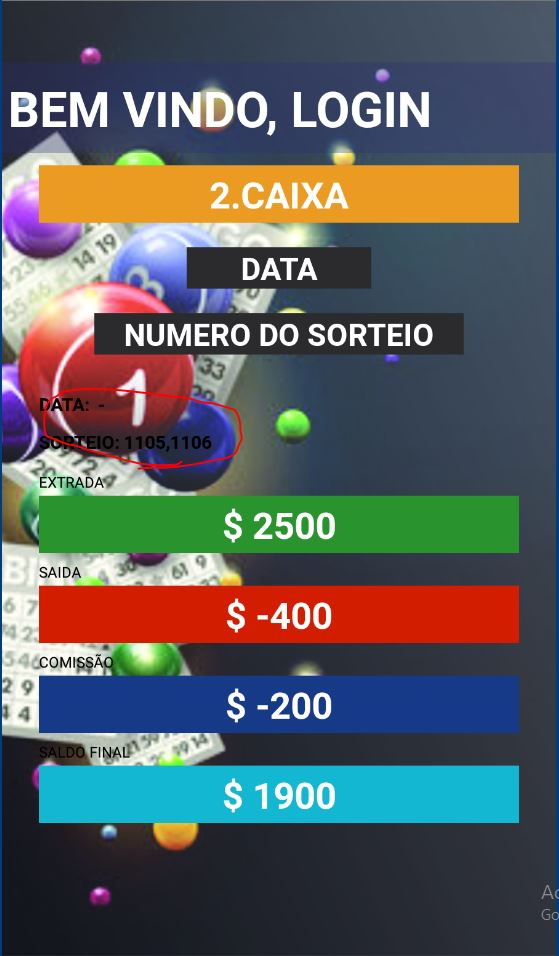 BEM VINDO, LOGIN
2.CAIXA
DATA
NUMERO DO SORTEIO
DATA: -
SORTEIO: 1105,1106
EXTRADA
$ 2500
SAIDA
$ -400
COMISSÃO
$ -200
SALDO FINAL
$ 1900